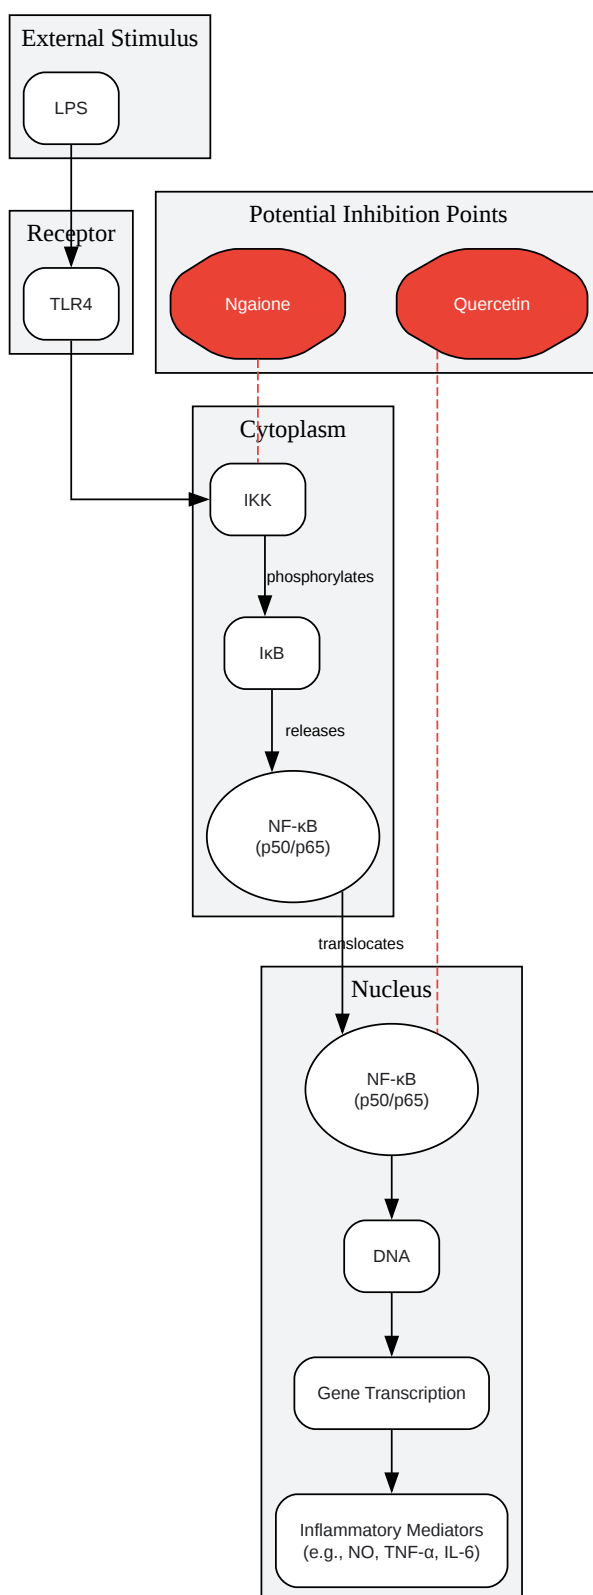 External Stimulus
LPS
Receptor
TLR4
Potential Inhibition Points
Ngaione
Quercetin
Cytoplasm
IKK
phosphorylates
IκB
releases
NF-κB
(p50/p65)
translocates
Nucleus
NF-κB
(p50/p65)
DNA
Gene Transcription
Inflammatory Mediators
(e.g., NO, TNF-α, IL-6)